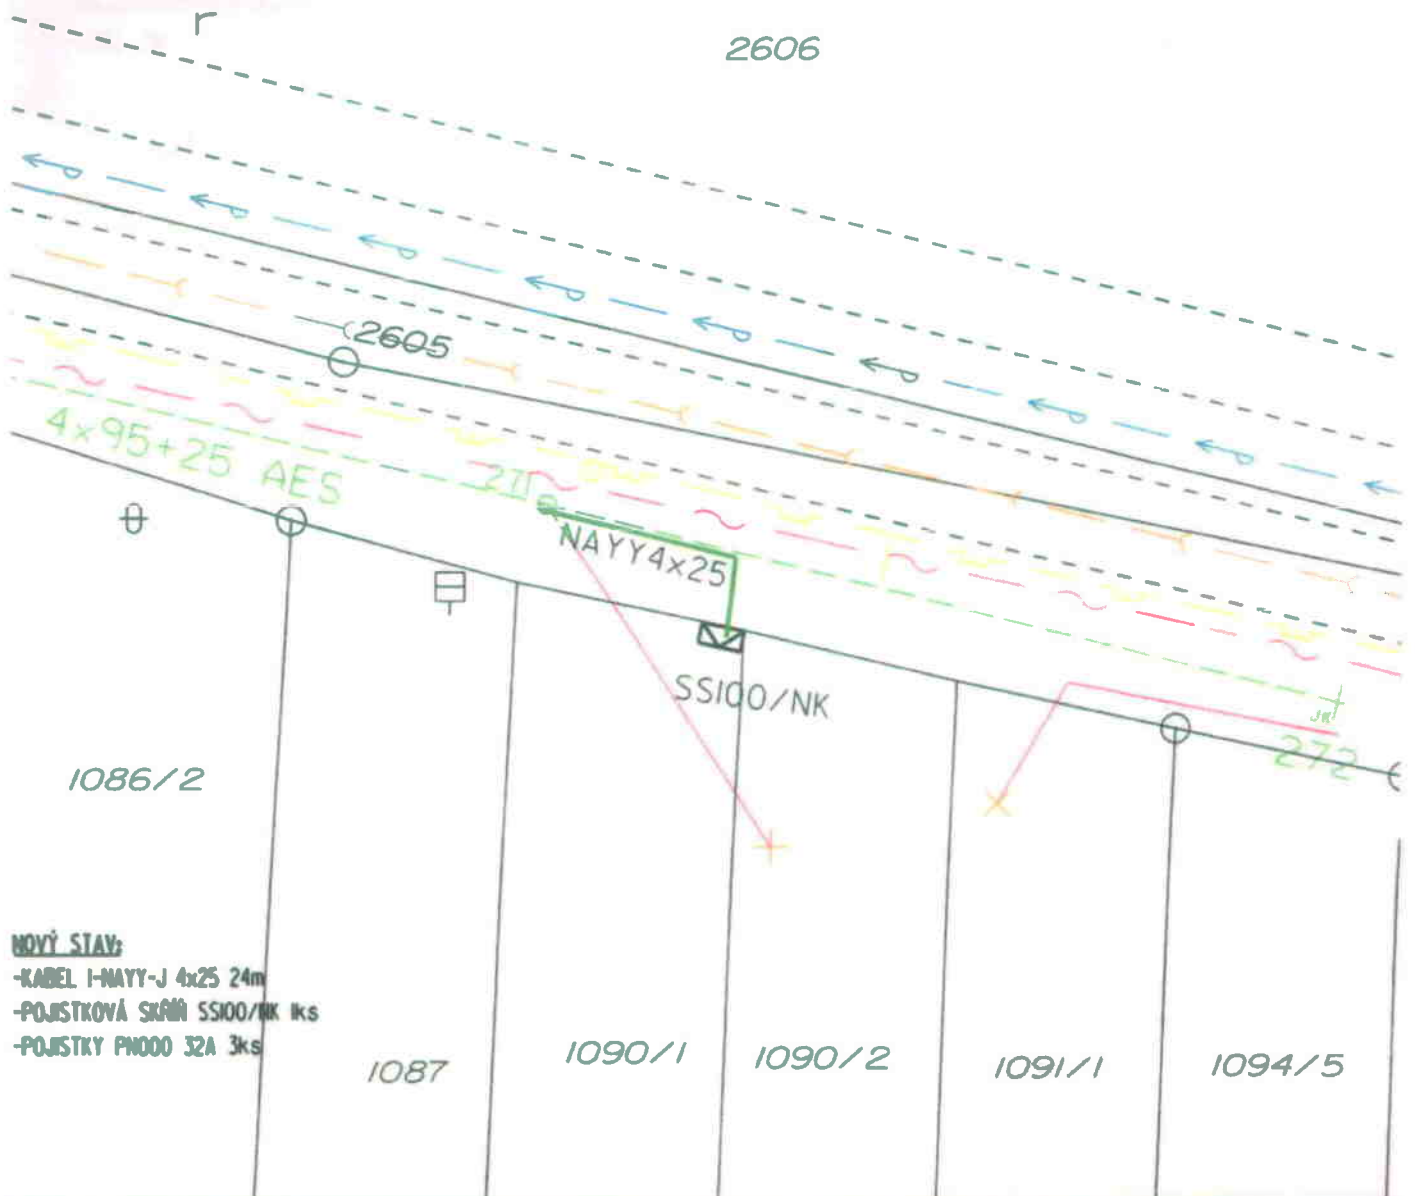 r
2606
2605
4x95+25 AES
271
NAYY4x25
SS100/NK
272
1086/2
NOVÝ STAV:
-KABEL 1-NAYY-J 4x25 24m
-POJISTKOVÁ SKŘÍŇ SS100/NK 1ks
-POJISTKY PN000 32A 3ks
1087
1090/1
1090/2
1091/1
1094/5